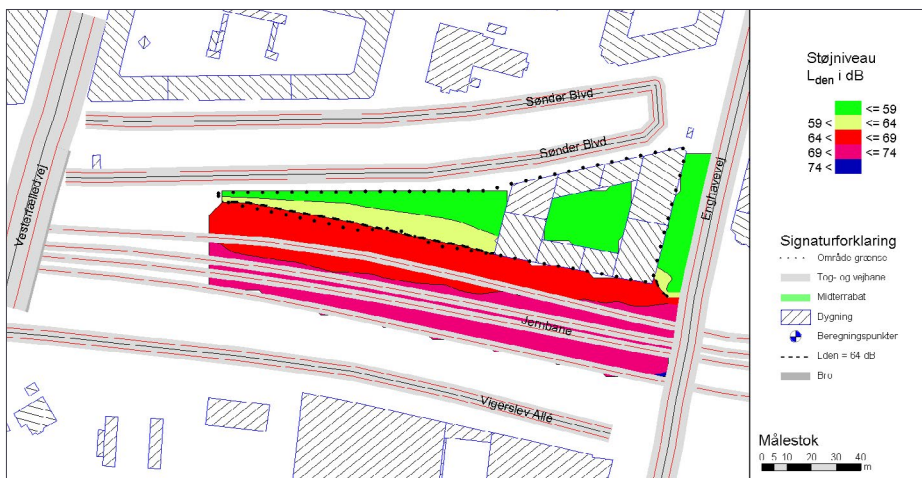 Sønder Blvd
Sønder Blvd
Vesterfælledvej
Enghavevej
Jernbane
Vigerslev Allé
Støjniveau
Lden i dB
<= 59
59 < <= 64
64 < <= 69
69 < <= 74
74 <
Signaturforklaring
Område grænse
Tog- og vejbane
Midterrabat
Bygning
Beregningspunkter
Lden = 64 dB
Bro
Målestok
0 5 10 20 30 40
m